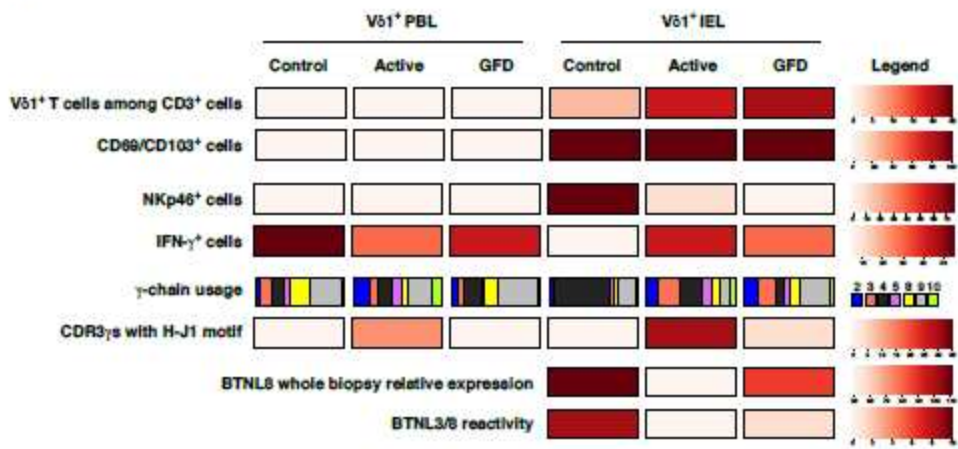 Vδ1⁺ PBL Vδ1⁺ IEL
Control Active GFD Control Active GFD Legend
Vδ1⁺ T cells among CD3⁺ cells
CD69/CD103⁺ cells
NKp46⁺ cells
IFN-γ⁺ cells
γ-chain usage
2 3 4 5 8 9 10
CDR3γs with H-J1 motif
BTNL8 whole biopsy relative expression
BTNL3/8 reactivity